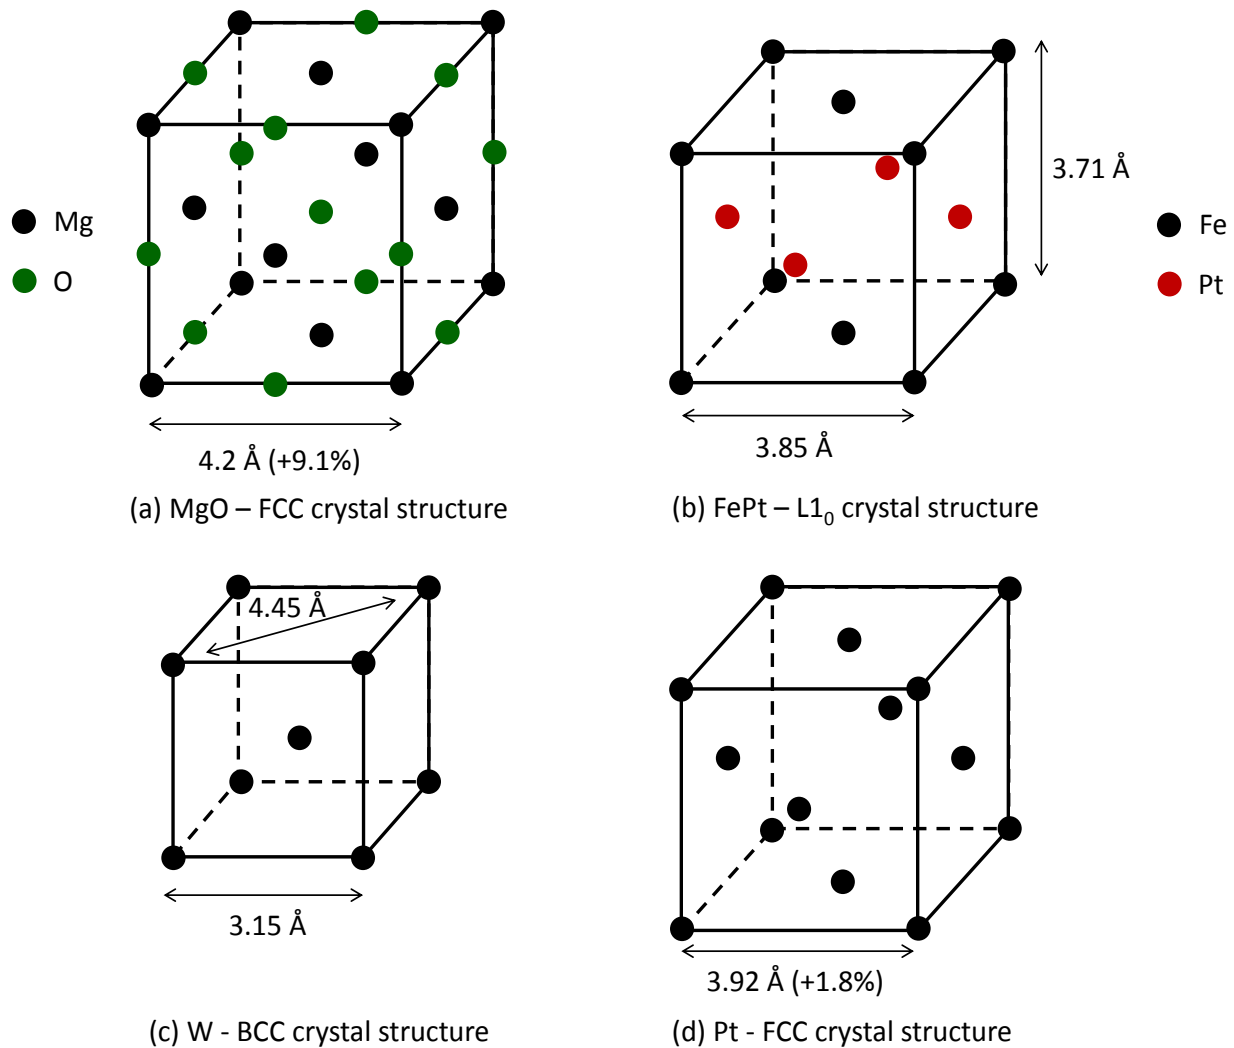 Mg
O
4.2 Å (+9.1%)
(a) MgO – FCC crystal structure
3.71 Å
Fe
Pt
3.85 Å
(b) FePt – L1₀ crystal structure
4.45 Å
3.15 Å
(c) W - BCC crystal structure
3.92 Å (+1.8%)
(d) Pt - FCC crystal structure